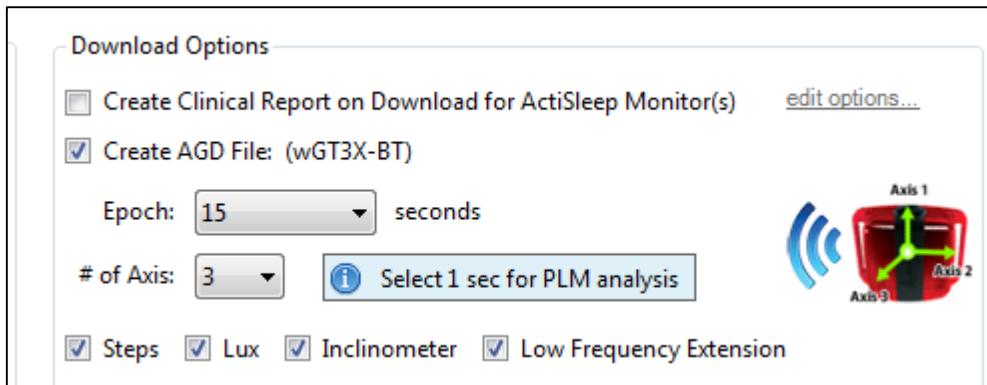 Download Options
Create Clinical Report on Download for ActiSleep Monitor(s) edit options...
Create AGD File: (wGT3X-BT)
Epoch: 15 seconds
Axis 1
# of Axis: 3 Select 1 sec for PLM analysis
Axis 2
Axis 3
Steps Lux Inclinometer Low Frequency Extension